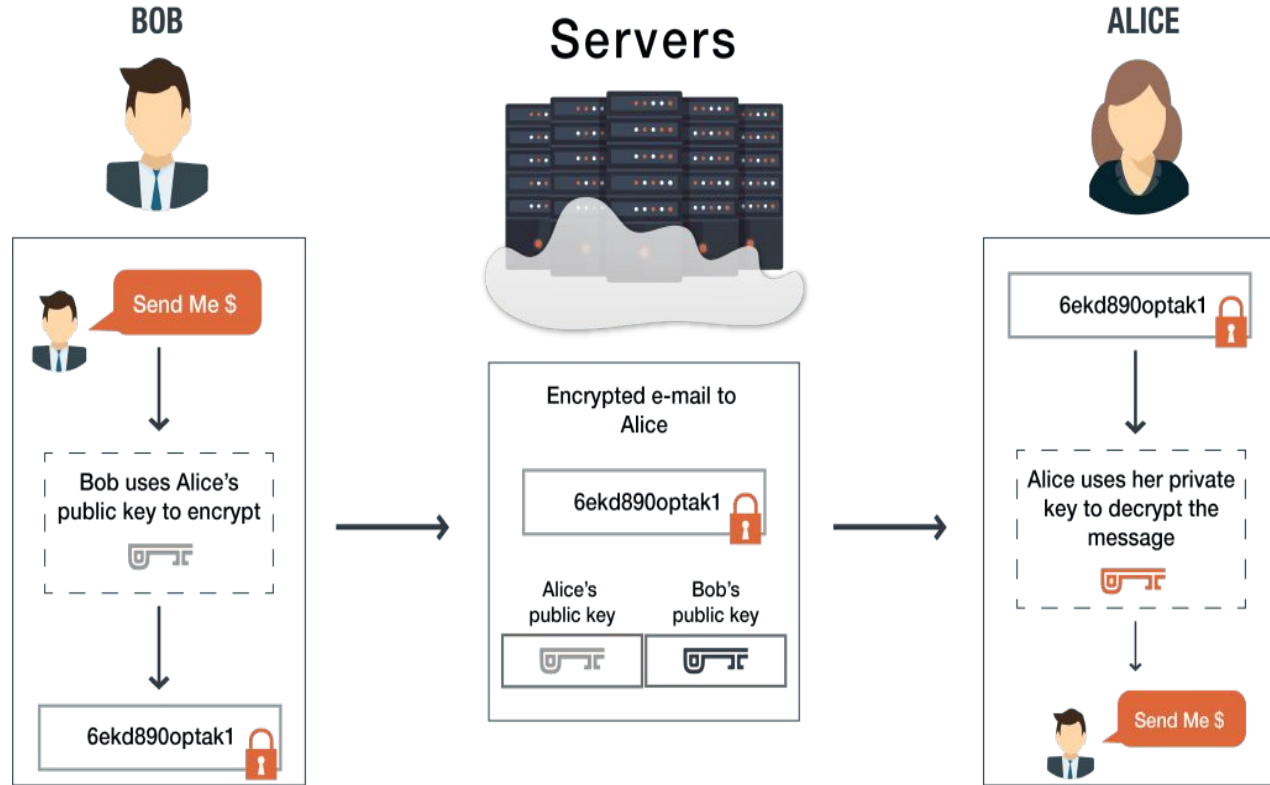 BOB
Send Me $
Bob uses Alice's
public key to encrypt
6ekd890optak1
Servers
Encrypted e-mail to
Alice
6ekd890optak1
Alice's
public key
Bob's
public key
ALICE
6ekd890optak1
Alice uses her private
key to decrypt the
message
Send Me $